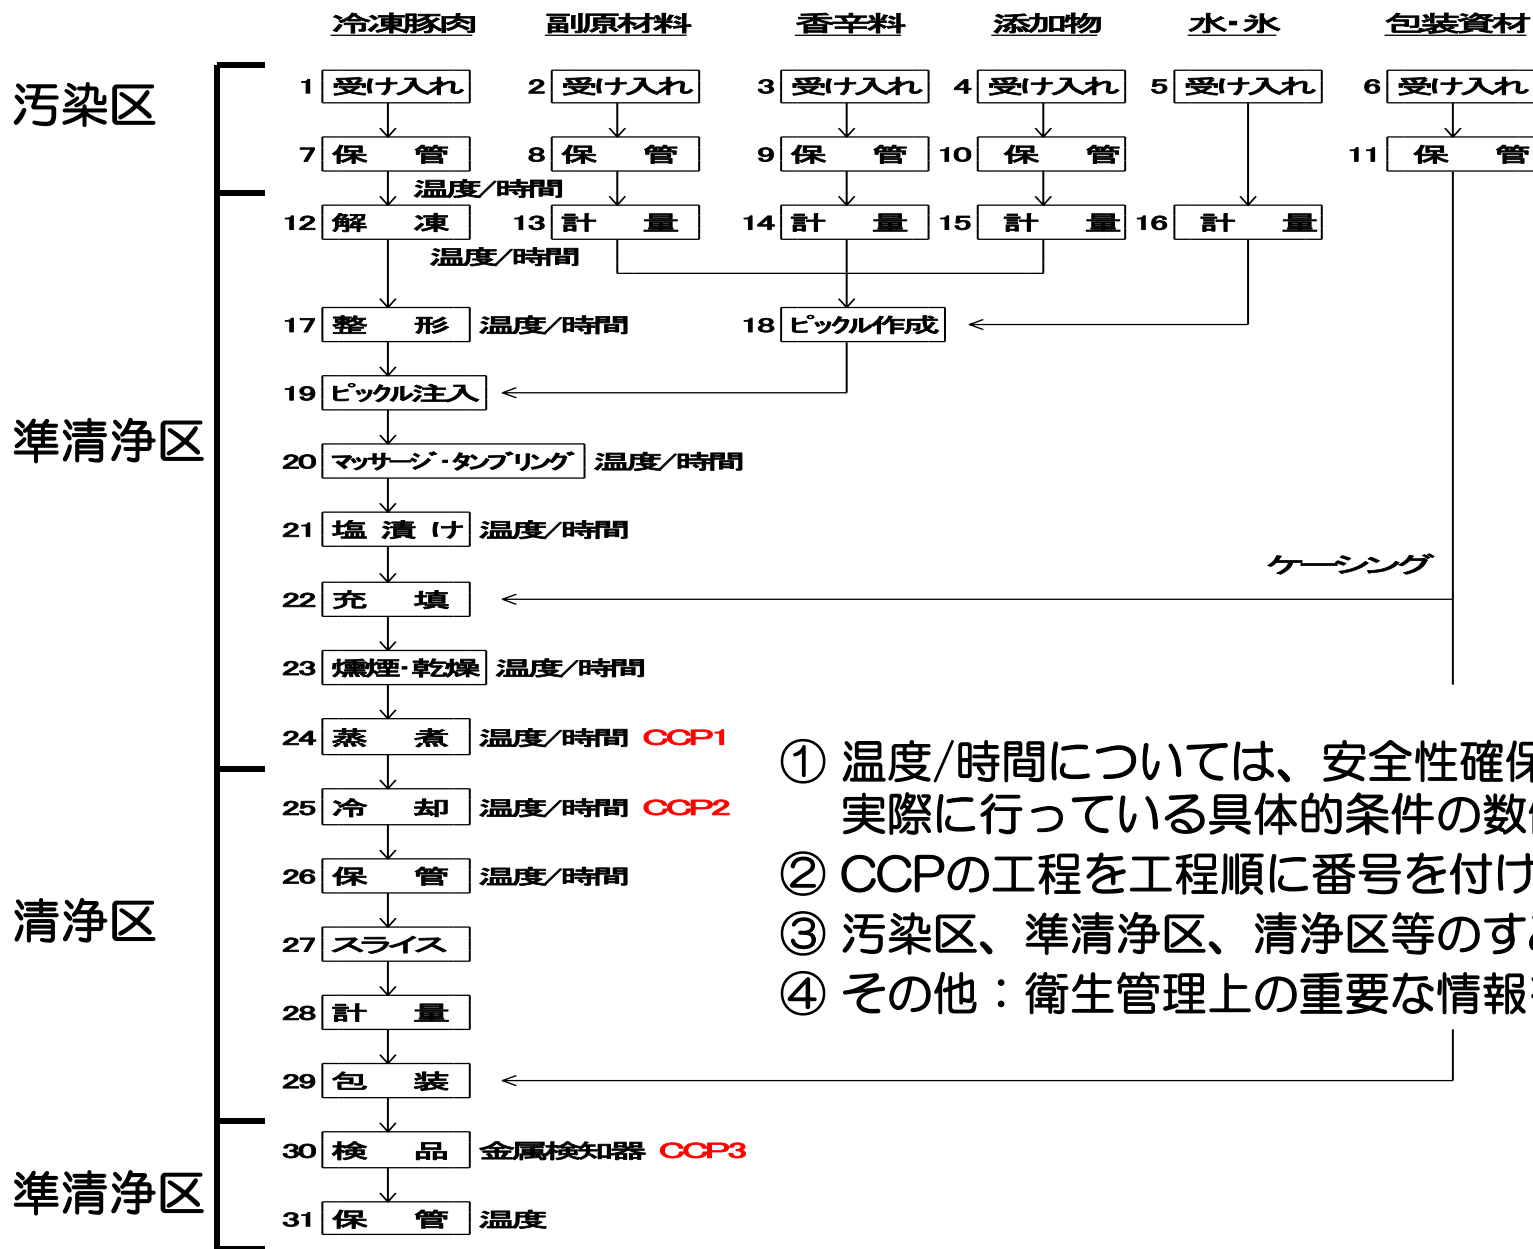 冷凍豚肉 副原材料 香辛料 添加物 水・氷 包装資材
汚染区
1 受け入れ 2 受け入れ 3 受け入れ 4 受け入れ 5 受け入れ 6 受け入れ
7 保 管 8 保 管 9 保 管 10 保 管 11 保 管
温度/時間
12 解 凍 13 計 量 14 計 量 15 計 量 16 計 量
温度/時間
17 整 形 温度/時間 18 ピックル作成
19 ピックル注入
準清浄区
20 マッサージ・タンブリング 温度/時間
21 塩 漬 け 温度/時間
ケーシング
22 充 填
23 燻煙・乾燥 温度/時間
24 蒸 煮 温度/時間 CCP1
25 冷 却 温度/時間 CCP2
26 保 管 温度/時間
清浄区
27 スライス
28 計 量
29 包 装
① 温度/時間については、安全性確保
実際に行っている具体的条件の数
② CCPの工程を工程順に番号を付け
③ 汚染区、準清浄区、清浄区等のす
④ その他：衛生管理上の重要な情報
30 検 品 金属検知器 CCP3
準清浄区
31 保 管 温度